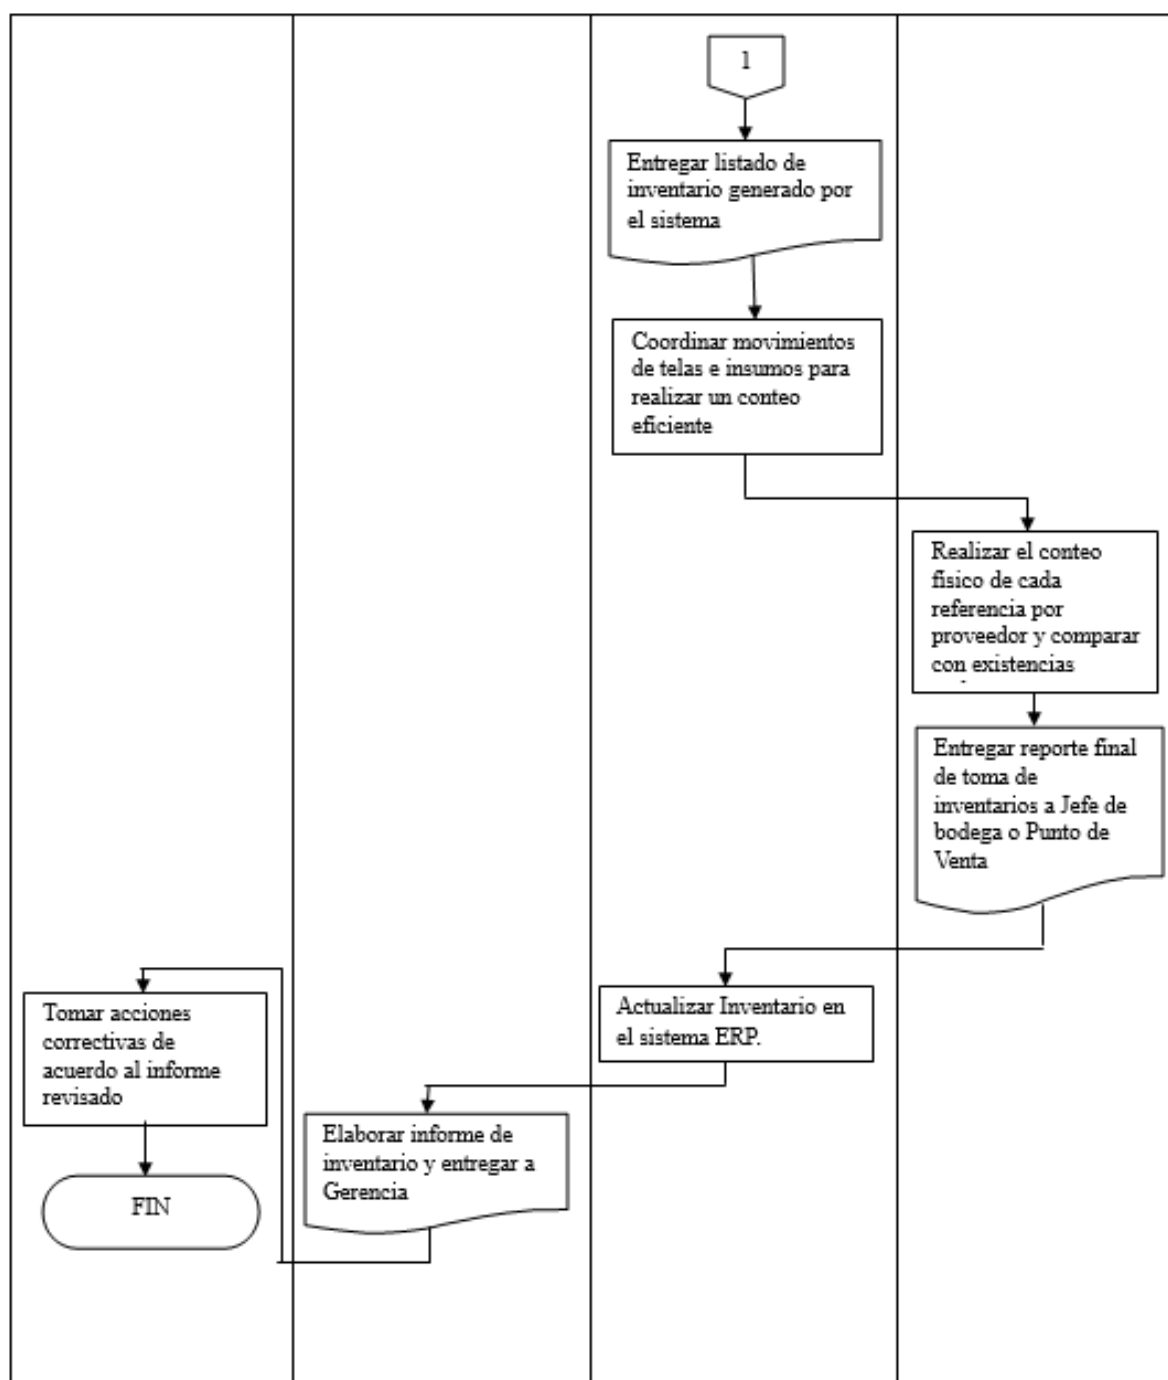 1
Entregar listado de
inventario generado por
el sistema
Coordinar movimientos
de telas e insumos para
realizar un conteo
eficiente
Realizar el conteo
físico de cada
referencia por
proveedor y comparar
con existencias
Entregar reporte final
de toma de
inventarios a Jefe de
bodega o Punto de
Venta
Actualizar Inventario en
el sistema ERP.
Elaborar informe de
inventario y entregar a
Gerencia
Tomar acciones
correctivas de
acuerdo al informe
revisado
FIN